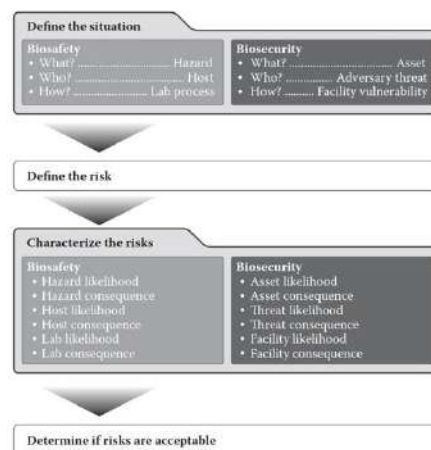 Define the situation
Biosafety
• What? ............................... Hazard
• Who? .................................... Host
• How? ...................... Lab process
Biosecurity
• What? .................................. Asset
• Who? ............... Adversary threat
• How? .......... Facility vulnerability
Define the risk
Characterize the risks
Biosafety
• Hazard likelihood
• Hazard consequence
• Host likelihood
• Host consequence
• Lab likelihood
• Lab consequence
Biosecurity
• Asset likelihood
• Asset consequence
• Threat likelihood
• Threat consequence
• Facility likelihood
• Facility consequence
Determine if risks are acceptable